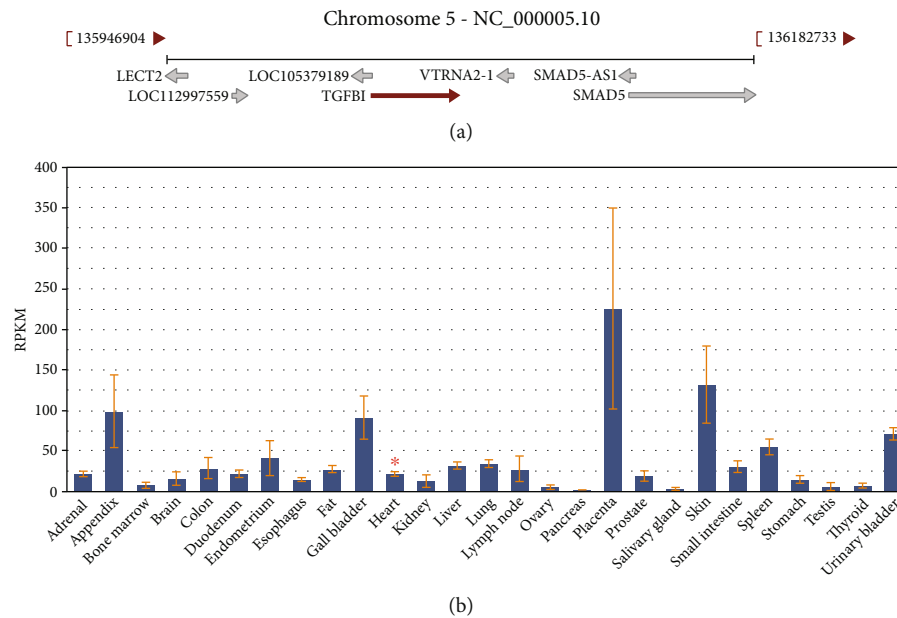 Chromosome 5 - NC_000005.10
135946904
136182733
LECT2 LOC105379189 VTRNA2-1 SMAD5-AS1
LOC112997559 TGFBI SMAD5
(a)
400
350
300
250
200
150
100
50
0
RPKM
*
Adrenal
Appendix
Bone marrow
Brain
Colon
Duodenum
Endometrium
Esophagus
Fat
Gall bladder
Heart
Kidney
Liver
Lung
Lymph node
Ovary
Pancreas
Placenta
Prostate
Salivary gland
Skin
Small intestine
Spleen
Stomach
Testis
Thyroid
Urinary bladder
(b)